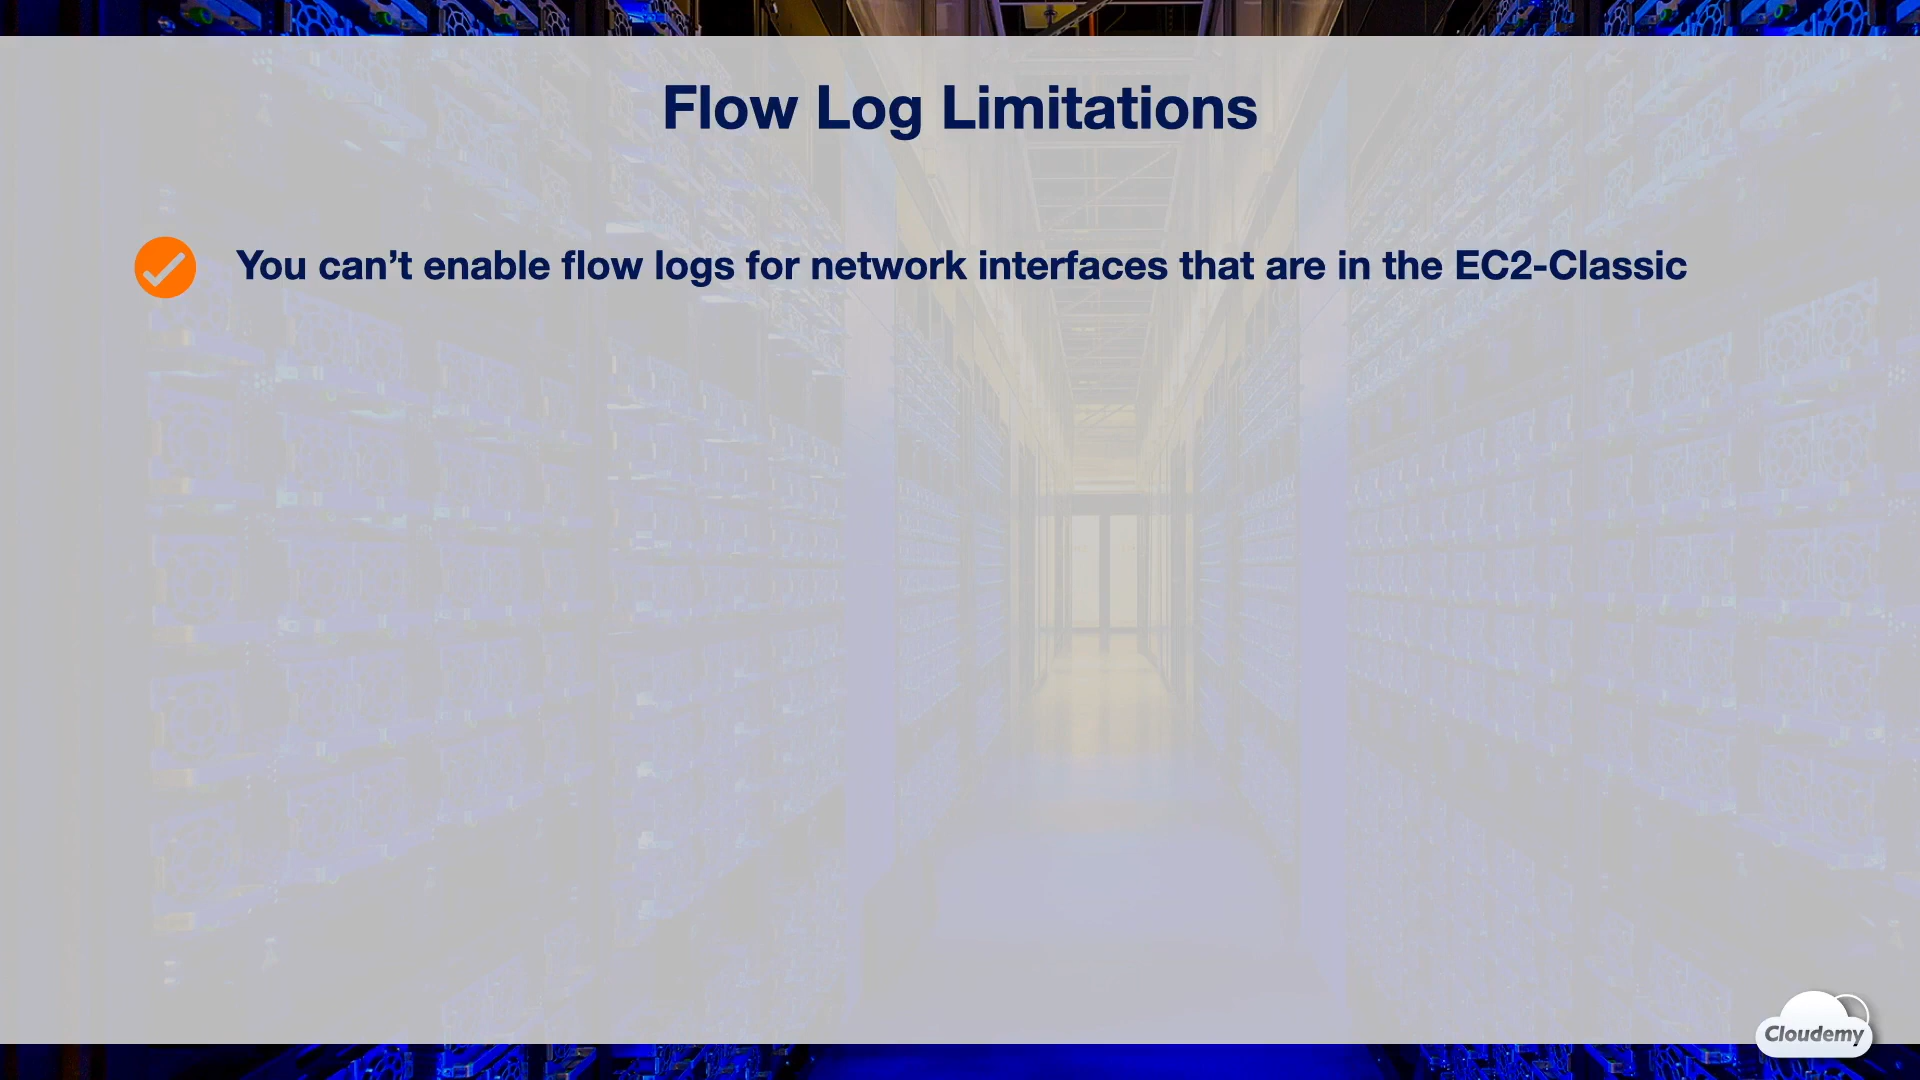 Flow Log Limitations
You can’t enable flow logs for network interfaces that are in the EC2-Classic
Cloudemy